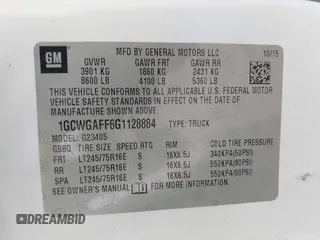 GM
MFD BY GENERAL MOTORS LLC 10/15
GVWR GAWR FRT GAWR RR
3901 KG 1860 KG 2431 KG
8600 LB 4100 LB 5360 LB
THIS VEHICLE CONFORMS TO ALL APPLICABLE U.S. FEDERAL MOTOR
VEHICLE SAFETY STANDARDS IN EFFECT ON THE DATE OF
MANUFACTURE SHOWN ABOVE.
1GCWGAFF6G1128884 TYPE: TRUCK
MODEL: G23405
GBBQ TIRE SIZE SPEED RTG RIM COLD TIRE PRESSURE
FRT LT245/75R16E S 16X6.5J 340KPA(50PSI)
RR LT245/75R16E S 16X6.5J 550KPA(80PSI)
SPA LT245/75R16E S 16X6.5J 550KPA(80PSI)
SEE OWNER'S MANUAL FOR ADDITIONAL INFORMATION.
DREAMBID